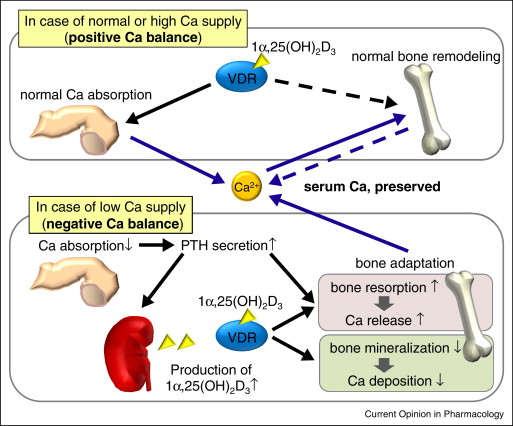 In case of normal or high Ca supply
(positive Ca balance)
1α,25(OH)₂D₃
VDR
normal bone remodeling
normal Ca absorption
Ca²⁺
serum Ca, preserved
In case of low Ca supply
(negative Ca balance)
Ca absorption↓
PTH secretion↑
bone adaptation
1α,25(OH)₂D₃
VDR
bone resorption ↑
Ca release ↑
bone mineralization ↓
Ca deposition ↓
Production of
1α,25(OH)₂D₃↑
Current Opinion in Pharmacology